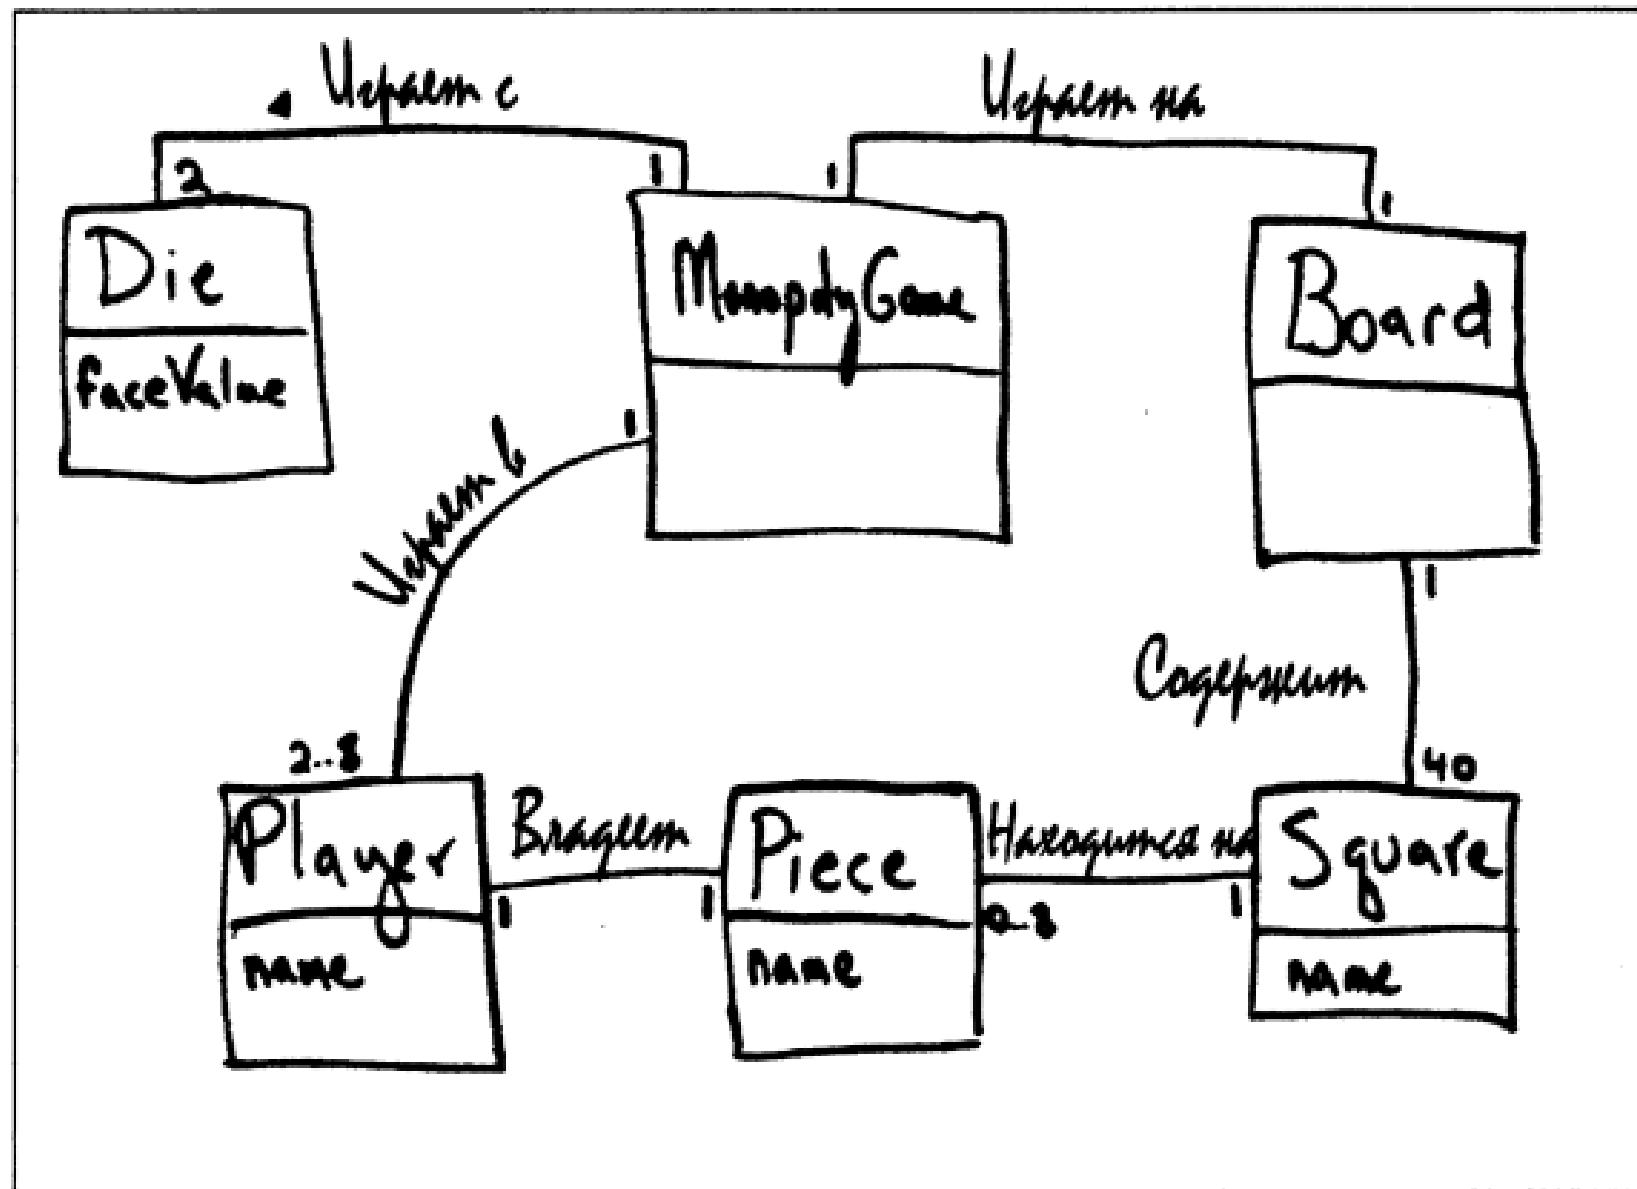 Играет с
Играет на
2
1
1
1
Die
faceValue
MonopolyGame
Board
1
Играет в
1
Содержит
2..8
40
Player
name
Владеет
1
1
Piece
name
Находится на
0..8
1
Square
name